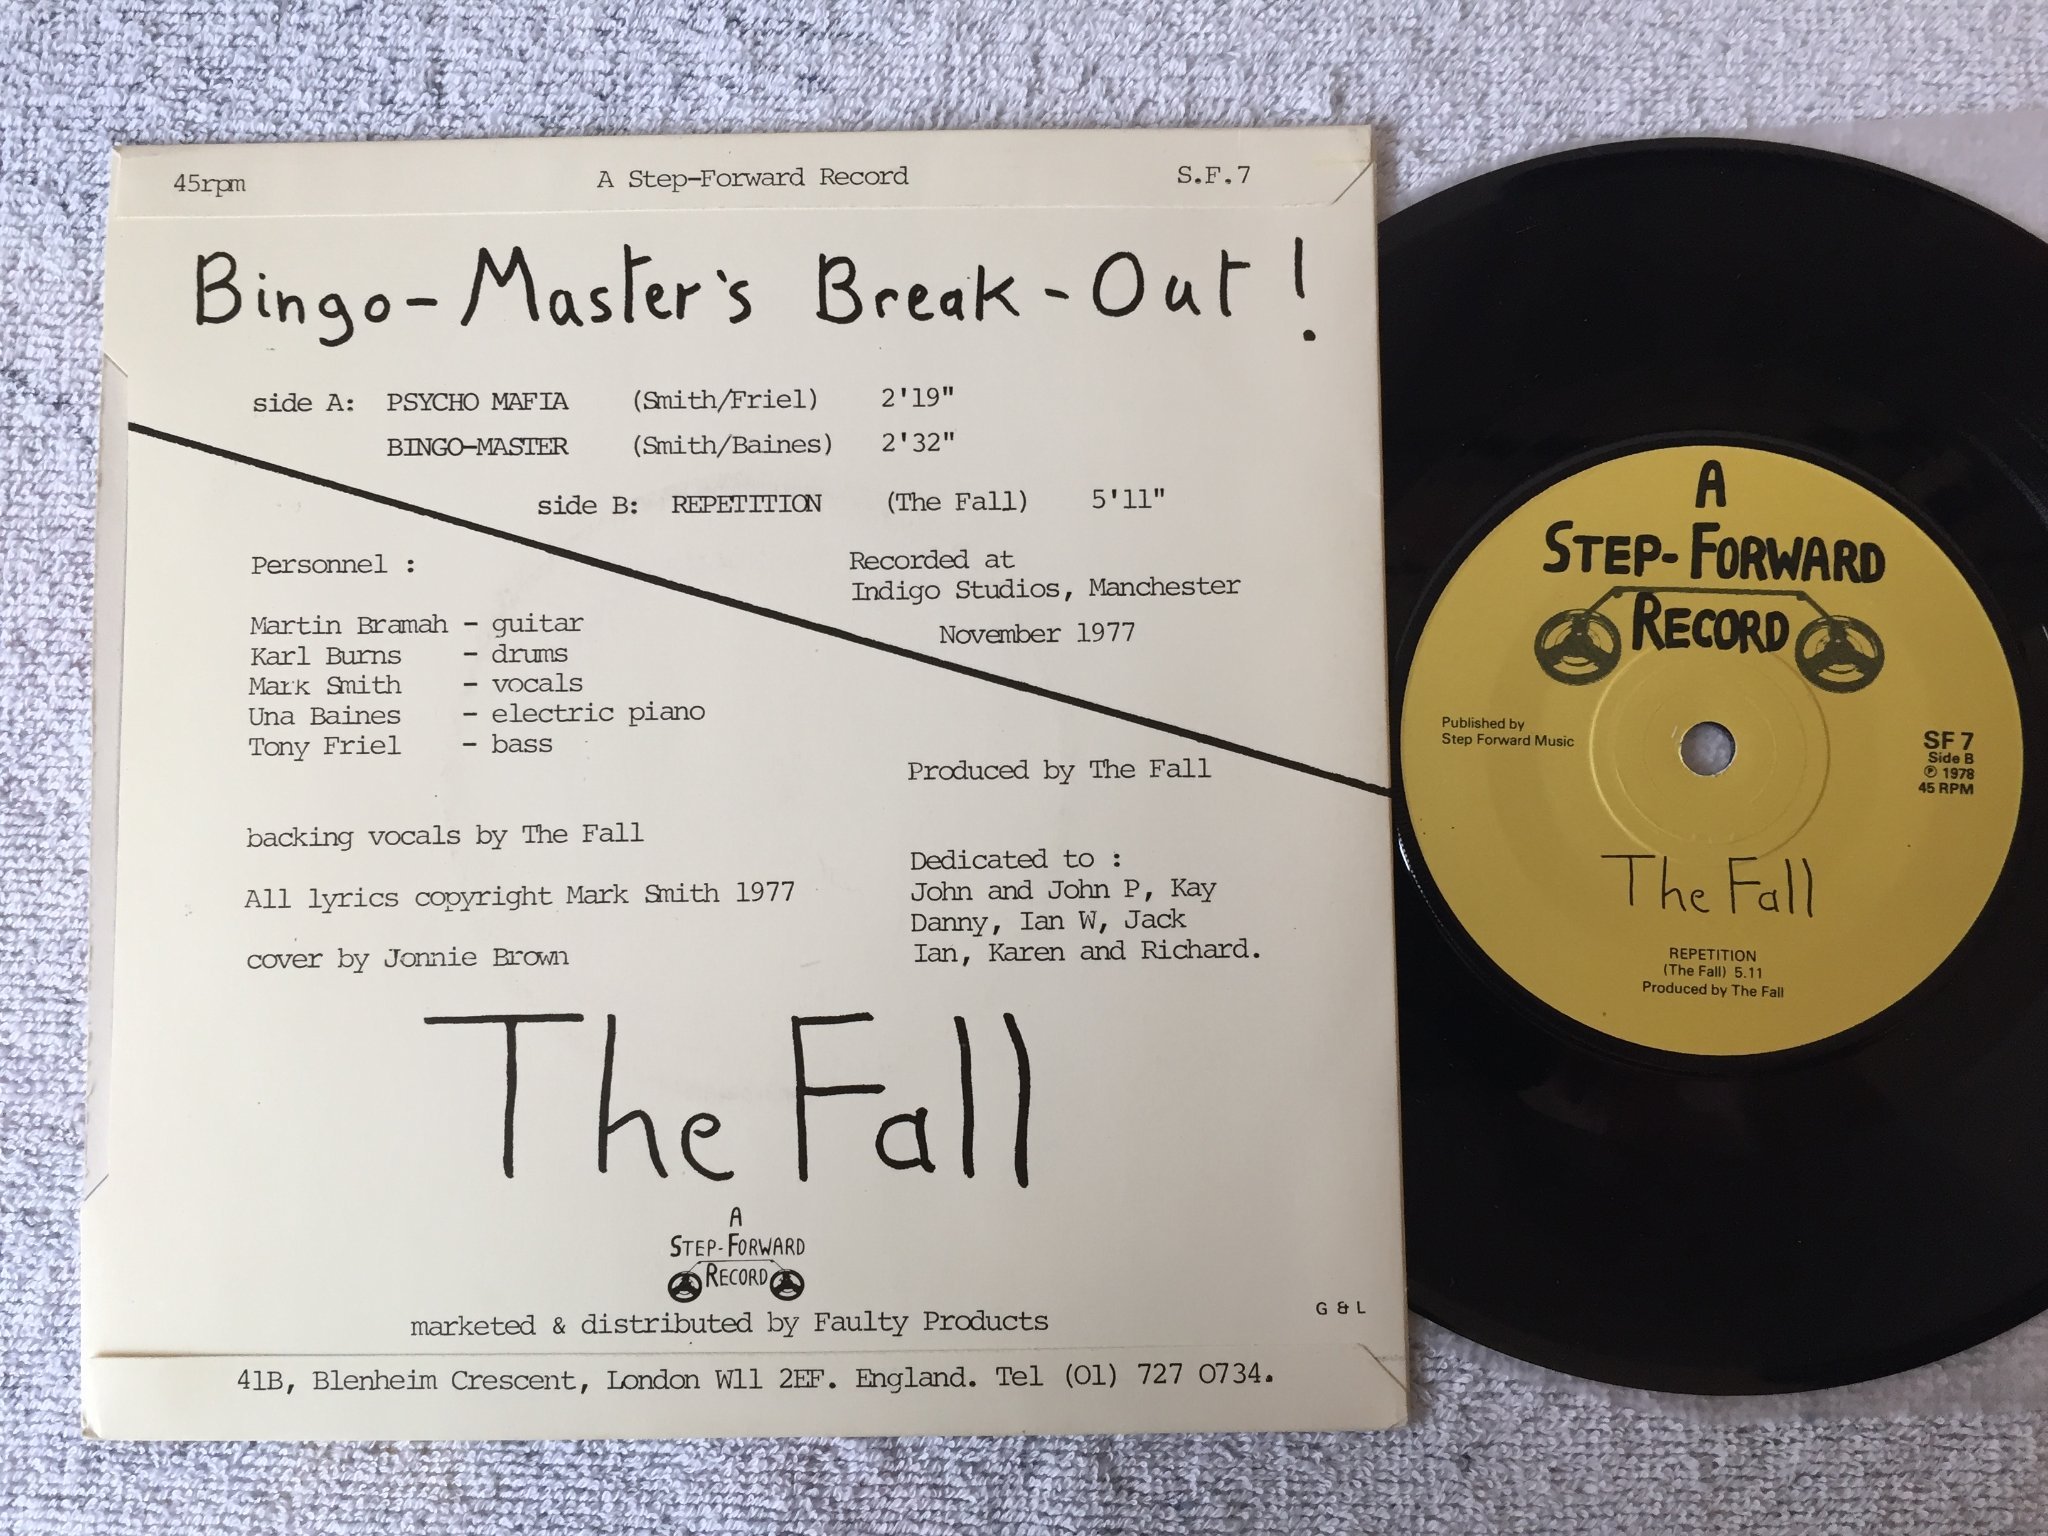 45rpm A Step-Forward Record S.F.7
Bingo-Master's Break-Out!
side A: PSYCHO MAFIA (Smith/Friel) 2'19"
BINGO-MASTER (Smith/Baines) 2'32"
side B: REPETITION (The Fall) 5'11"
Personnel :
Martin Bramah - guitar
Karl Burns - drums
Mark Smith - vocals
Una Baines - electric piano
Tony Friel - bass
Recorded at
Indigo Studios, Manchester
November 1977
Produced by The Fall
backing vocals by The Fall
All lyrics copyright Mark Smith 1977
cover by Jonnie Brown
Dedicated to :
John and John P, Kay
Danny, Ian W, Jack
Ian, Karen and Richard.
The Fall
A
STEP-FORWARD
RECORD
marketed & distributed by Faulty Products
G & L
41B, Blenheim Crescent, London W11 2EF. England. Tel (01) 727 0734.
A
STEP-FORWARD
RECORD
Published by
Step Forward Music
SF 7
Side B
℗ 1978
45 RPM
The Fall
REPETITION
(The Fall) 5.11
Produced by The Fall